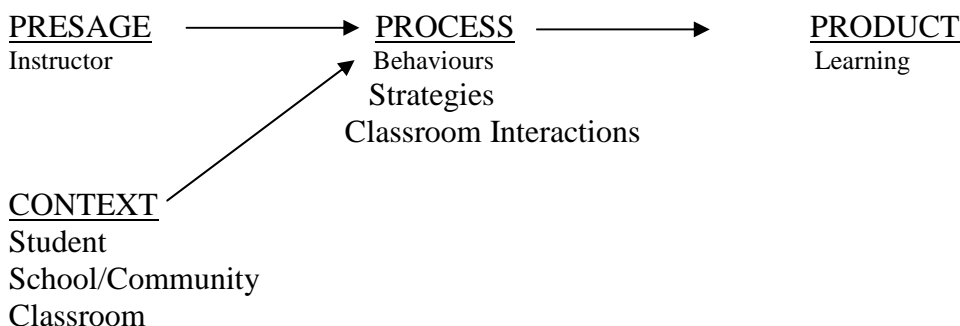 PRESAGE PROCESS PRODUCT
Instructor Behaviours Learning
Strategies
Classroom Interactions
CONTEXT
Student
School/Community
Classroom